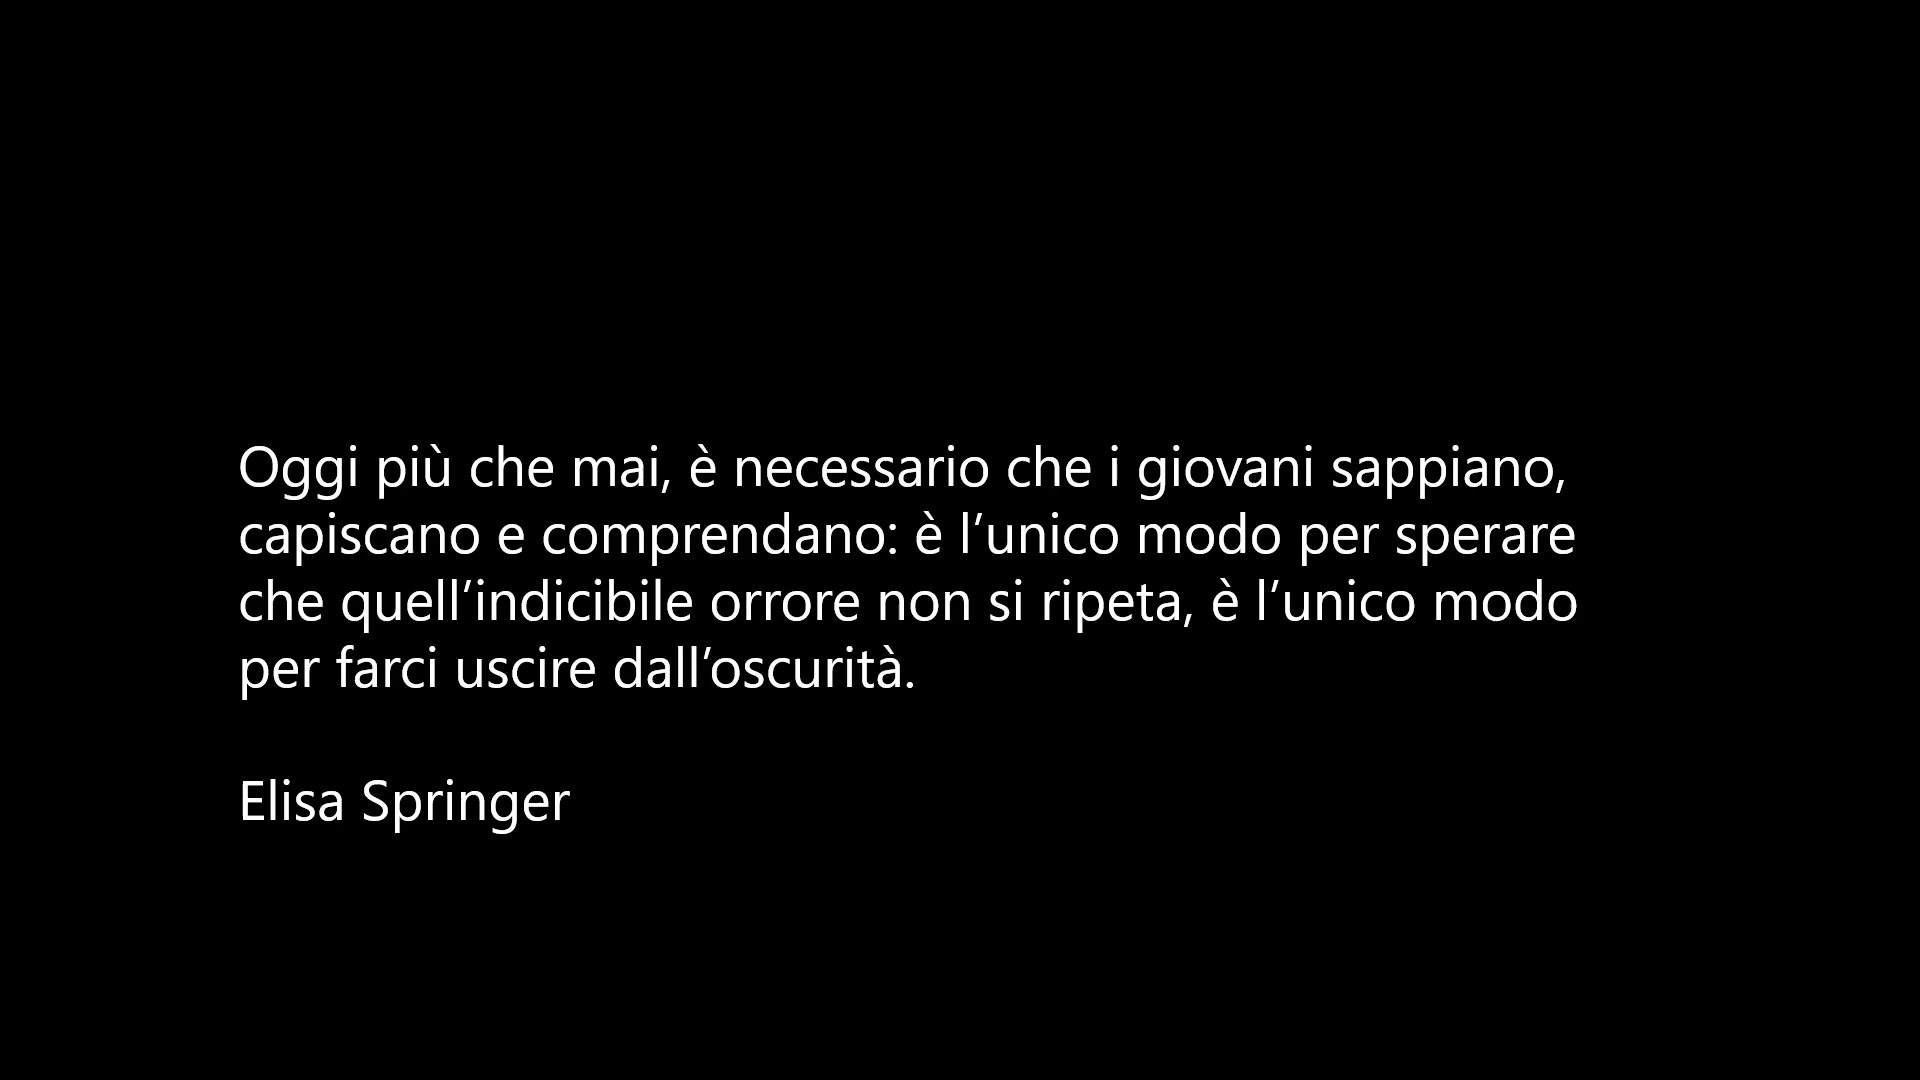 Oggi più che mai, è necessario che i giovani sappiano,
capiscano e comprendano: è l’unico modo per sperare
che quell’indicibile orrore non si ripeta, è l’unico modo
per farci uscire dall’oscurità.
Elisa Springer